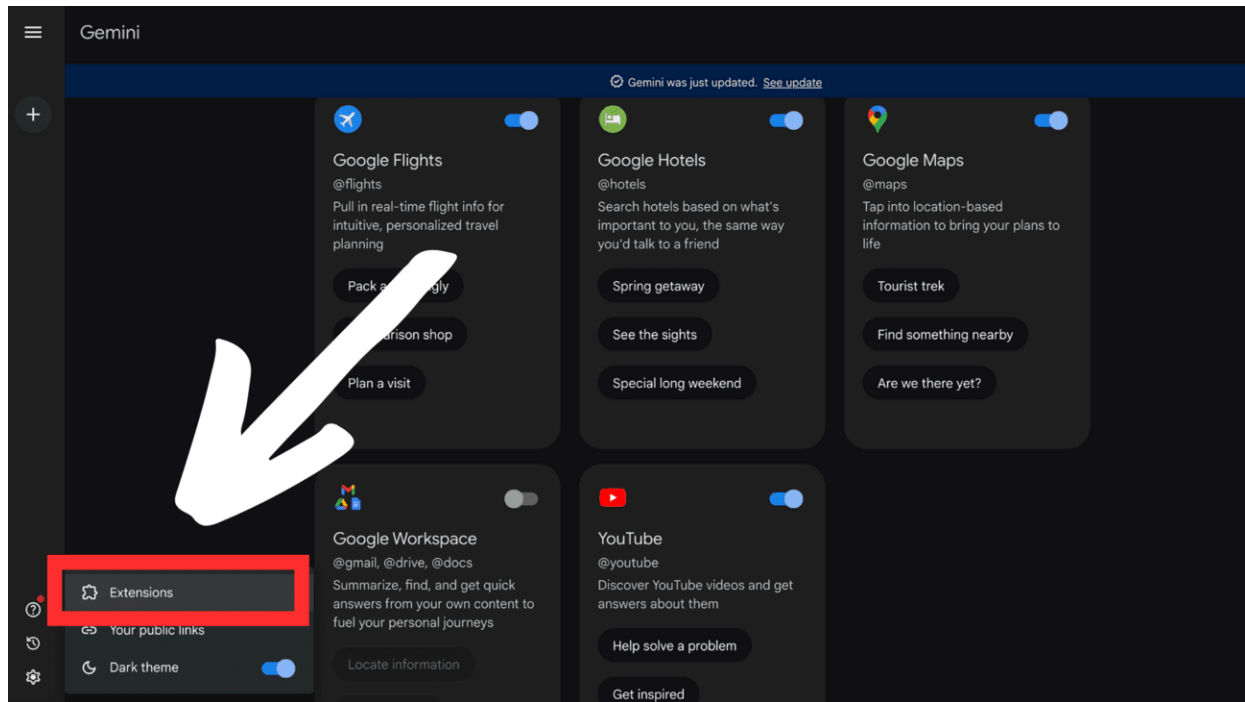 Gemini
Gemini was just updated. See update
Google Flights
@flights
Pull in real-time flight info for
intuitive, personalized travel
planning
Pack a
gly
rison shop
Plan a visit
Google Hotels
@hotels
Search hotels based on what's
important to you, the same way
you'd talk to a friend
Spring getaway
See the sights
Special long weekend
Google Maps
@maps
Tap into location-based
information to bring your plans to
life
Tourist trek
Find something nearby
Are we there yet?
Google Workspace
@gmail, @drive, @docs
Summarize, find, and get quick
answers from your own content to
fuel your personal journeys
Locate information
YouTube
@youtube
Discover YouTube videos and get
answers about them
Help solve a problem
Get inspired
Extensions
Your public links
Dark theme